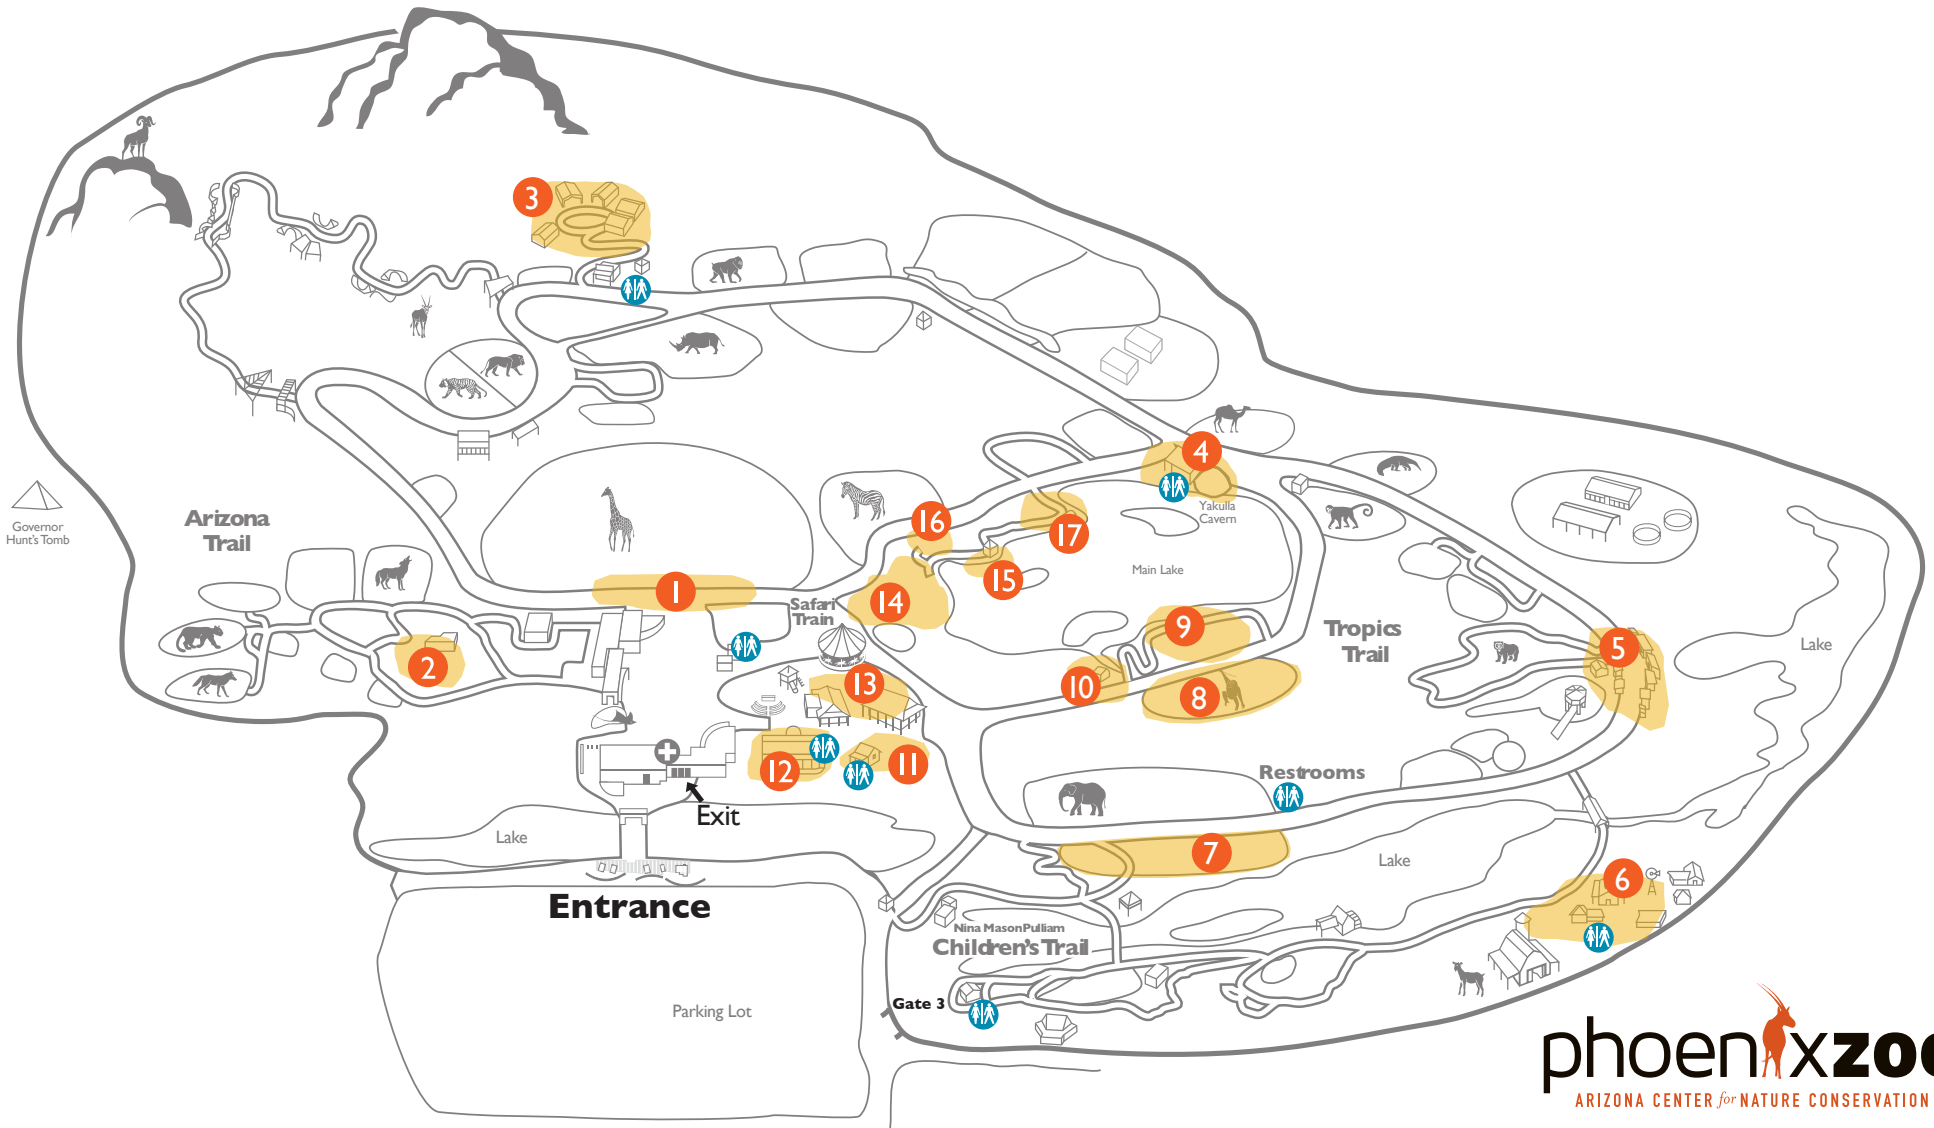 3
4
Yakulla
Cavern
16
17
Governor
Hunt's Tomb
Arizona
Trail
15
Main Lake
1
14
Safari
Train
9
Tropics
Trail
5
Lake
2
10
8
13
12
11
Restrooms
Exit
Lake
7
Lake
6
Entrance
Nina Mason Pulliam
Children's Trail
Gate 3
Parking Lot
phoenixzoo
ARIZONA CENTER for NATURE CONSERVATION